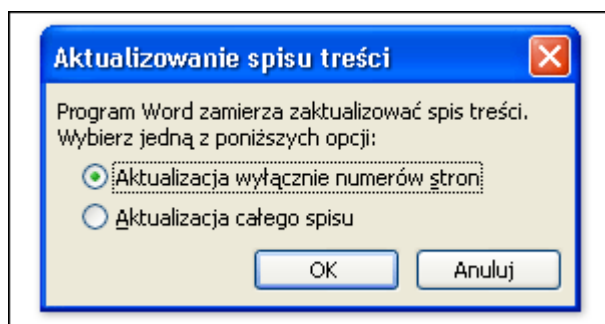 Aktualizowanie spisu treści
Program Word zamierza zaktualizować spis treści.
Wybierz jedną z poniższych opcji:
Aktualizacja wyłącznie numerów stron
Aktualizacja całego spisu
OK
Anuluj